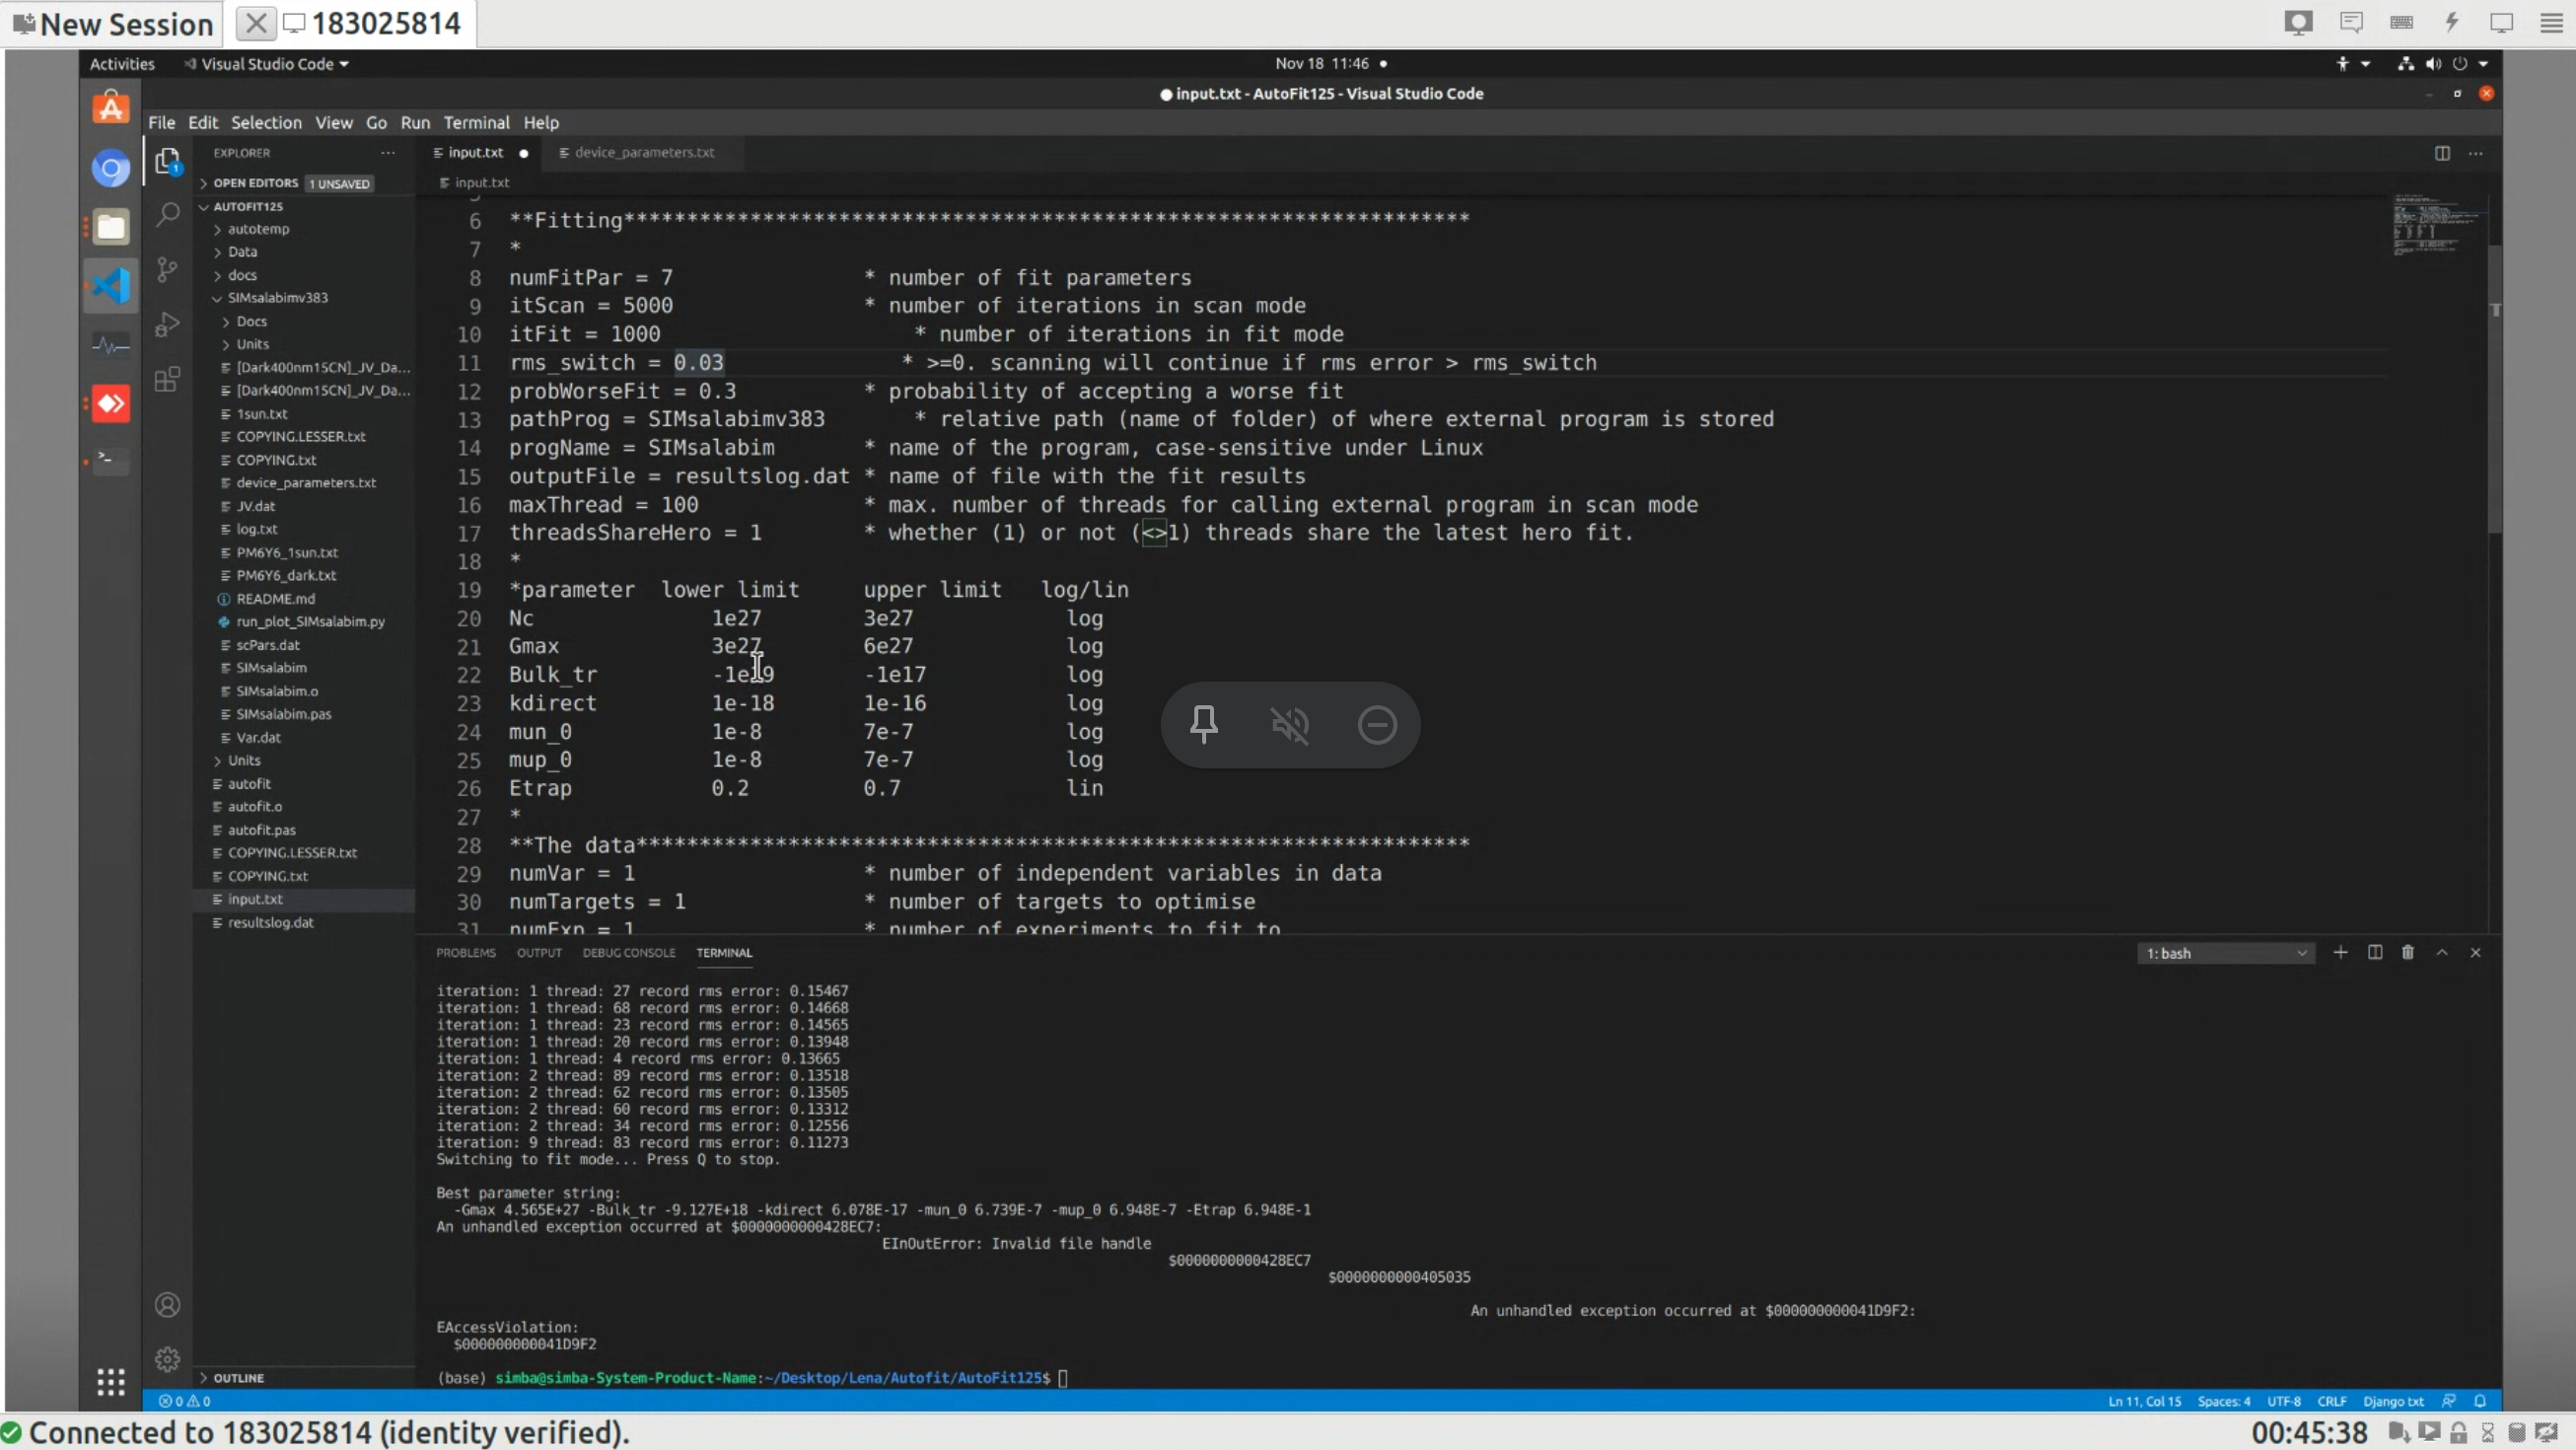 New Session
183025814
Activities
Visual Studio Code
Nov 18 11:46
input.txt - AutoFit125 - Visual Studio Code
File Edit Selection View Go Run Terminal Help
EXPLORER
OPEN EDITORS 1 UNSAVED
AUTOFIT125
autotemp
Data
docs
SIMsalabimv383
Docs
Units
[Dark400nm15CN]_JV_Da...
[Dark400nm15CN]_JV_Da...
1sun.txt
COPYING.LESSER.txt
COPYING.txt
device_parameters.txt
JV.dat
log.txt
PM6Y6_1sun.txt
PM6Y6_dark.txt
README.md
run_plot_SIMsalabim.py
scPars.dat
SIMsalabim
SIMsalabim.o
SIMsalabim.pas
Var.dat
Units
autofit
autofit.o
autofit.pas
COPYING.LESSER.txt
COPYING.txt
input.txt
resultslog.dat
OUTLINE
input.txt device_parameters.txt
input.txt
6 **Fitting*******************************************************************
7 *
8 numFitPar = 7 * number of fit parameters
9 itScan = 5000 * number of iterations in scan mode
10 itFit = 1000 * number of iterations in fit mode
11 rms_switch = 0.03 * >=0. scanning will continue if rms error > rms_switch
12 probWorseFit = 0.3 * probability of accepting a worse fit
13 pathProg = SIMsalabimv383 * relative path (name of folder) of where external program is stored
14 progName = SIMsalabim * name of the program, case-sensitive under Linux
15 outputFile = resultslog.dat * name of file with the fit results
16 maxThread = 100 * max. number of threads for calling external program in scan mode
17 threadsShareHero = 1 * whether (1) or not (<>1) threads share the latest hero fit.
18 *
19 *parameter lower limit upper limit log/lin
20 Nc 1e27 3e27 log
21 Gmax 3e27 6e27 log
22 Bulk_tr -1e19 -1e17 log
23 kdirect 1e-18 1e-16 log
24 mun_0 1e-8 7e-7 log
25 mup_0 1e-8 7e-7 log
26 Etrap 0.2 0.7 lin
27 *
28 **The data******************************************************************
29 numVar = 1 * number of independent variables in data
30 numTargets = 1 * number of targets to optimise
31 numExp = 1 * number of experiments to fit to
PROBLEMS OUTPUT DEBUG CONSOLE TERMINAL
1: bash
iteration: 1 thread: 27 record rms error: 0.15467
iteration: 1 thread: 68 record rms error: 0.14668
iteration: 1 thread: 23 record rms error: 0.14565
iteration: 1 thread: 20 record rms error: 0.13948
iteration: 1 thread: 4 record rms error: 0.13665
iteration: 2 thread: 89 record rms error: 0.13518
iteration: 2 thread: 62 record rms error: 0.13505
iteration: 2 thread: 60 record rms error: 0.13312
iteration: 2 thread: 34 record rms error: 0.12556
iteration: 9 thread: 83 record rms error: 0.11273
Switching to fit mode... Press Q to stop.
Best parameter string:
-Gmax 4.565E+27 -Bulk_tr -9.127E+18 -kdirect 6.078E-17 -mun_0 6.739E-7 -mup_0 6.948E-7 -Etrap 6.948E-1
An unhandled exception occurred at $0000000000428EC7:
EInOutError: Invalid file handle
$0000000000428EC7
$0000000000405035
An unhandled exception occurred at $000000000041D9F2:
EAccessViolation:
$000000000041D9F2
(base) simba@simba-System-Product-Name:~/Desktop/Lena/Autofit/AutoFit125$
0 0
Ln 11, Col 15 Spaces: 4 UTF-8 CRLF Django txt
Connected to 183025814 (identity verified).
00:45:38